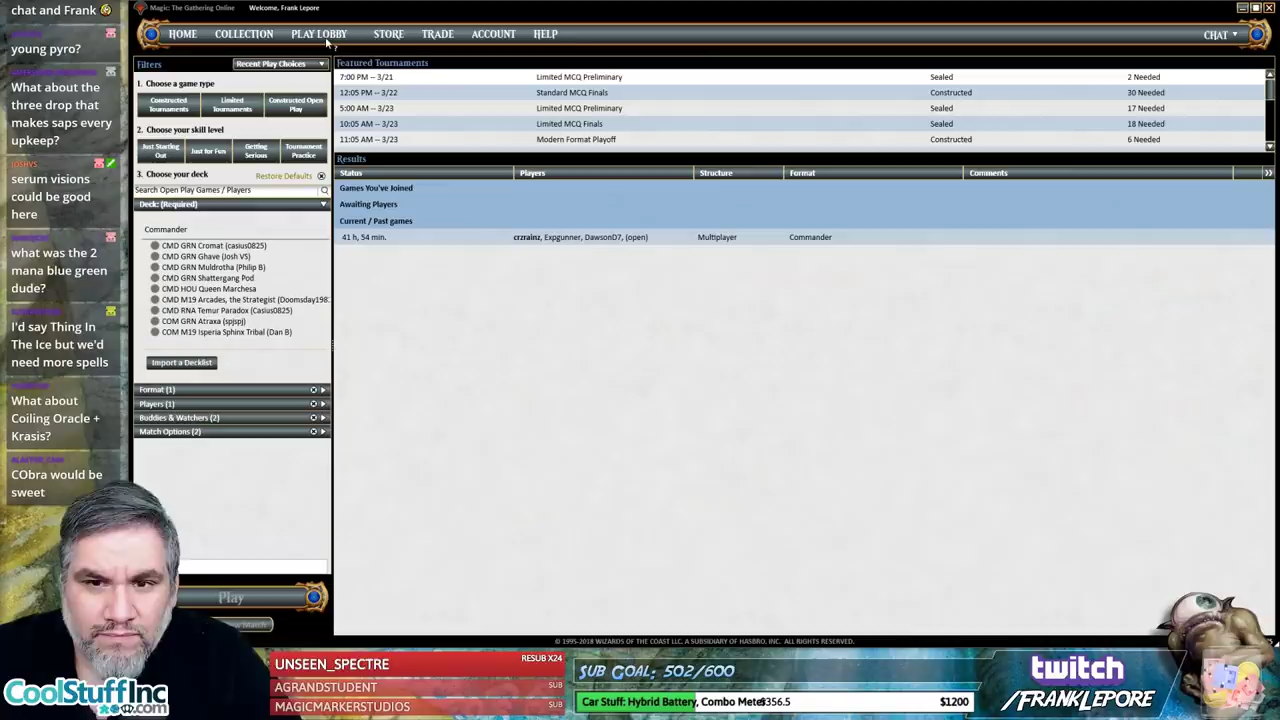 chat and Frank
young pyro?
What about the
three drop that
makes saps every
upkeep?
serum visions
could be good
here
what was the 2
mana blue green
dude?
I'd say Thing In
The Ice but we'd
need more spells
What about
Coiling Oracle +
Krasis?
CObra would be
sweet
Magic: The Gathering Online
Welcome, Frank Lepore
HOME COLLECTION PLAY LOBBY STORE TRADE ACCOUNT HELP
CHAT
Filters
Recent Play Choices
1. Choose a game type
Constructed Tournaments
Limited Tournaments
Constructed Open Play
2. Choose your skill level
Just Starting Out
Just for Fun
Getting Serious
Tournament Practice
3. Choose your deck
Restore Defaults
Search Open Play Games / Players
Deck: (Required)
Commander
CMD GRN Cromat (casius0825)
CMD GRN Ghave (Josh VS)
CMD GRN Muldrotha (Philip B)
CMD GRN Shattergang Pod
CMD HOU Queen Marchesa
CMD M19 Arcades, the Strategist (Doomsday198
CMD RNA Temur Paradox (Casius0825)
COM GRN Atraxa (spjspj)
COM M19 Isperia Sphinx Tribal (Dan B)
Import a Decklist
Format (1)
Players (1)
Buddies & Watchers (2)
Match Options (2)
Play
Featured Tournaments
7:00 PM -- 3/21 Limited MCQ Preliminary Sealed 2 Needed
12:05 PM -- 3/22 Standard MCQ Finals Constructed 30 Needed
5:00 AM -- 3/23 Limited MCQ Preliminary Sealed 17 Needed
10:05 AM -- 3/23 Limited MCQ Finals Sealed 18 Needed
11:05 AM -- 3/23 Modern Format Playoff Constructed 6 Needed
Results
Status Players Structure Format Comments
Games You've Joined
Awaiting Players
Current / Past games
41 h, 54 min. crzrainz, Expgunner, DawsonD7, (open) Multiplayer Commander
© 1995-2018 WIZARDS OF THE COAST LLC, A SUBSIDIARY OF HASBRO, INC. ALL RIGHTS RESERVED.
CoolStuffInc
.com
UNSEEN_SPECTRE RESUB X24
AGRANDSTUDENT SUB
MAGICMARKERSTUDIOS SUB
SUB GOAL: 502/600
Car Stuff: Hybrid Battery, Combo Mete $356.5 $1200
twitch
/FRANKLEPORE